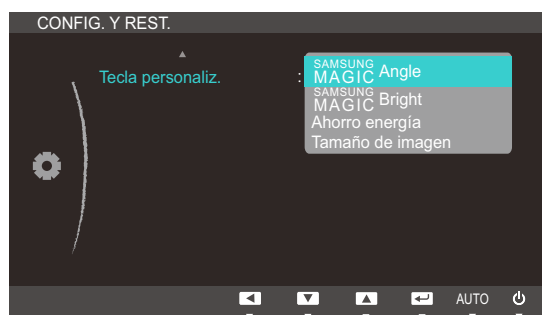 CONFIG. Y REST.
Tecla personaliz. : SAMSUNG MAGIC Angle
SAMSUNG MAGIC Bright
Ahorro energía
Tamaño de imagen
AUTO